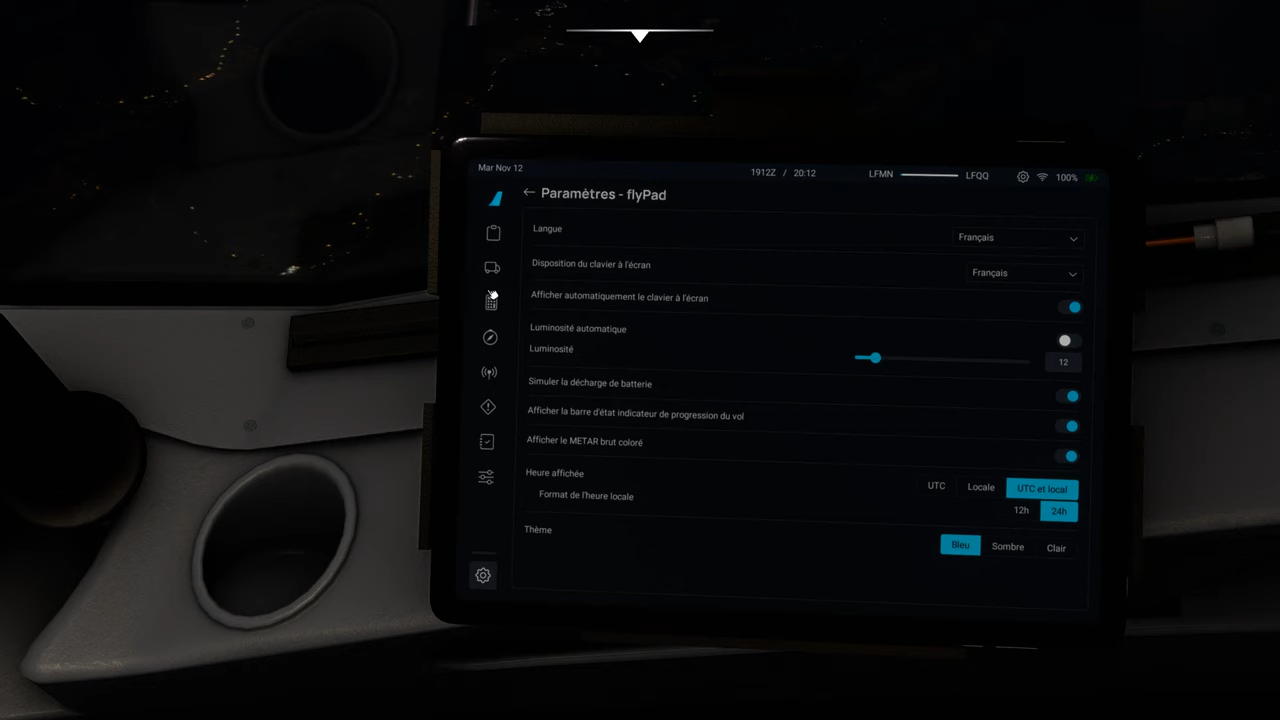 Mar Nov 12
1912Z / 20:12
LFMN
LFQQ
100%
Paramètres - flyPad
Langue
Français
Disposition du clavier à l'écran
Français
Afficher automatiquement le clavier à l'écran
Luminosité automatique
Luminosité
12
Simuler la décharge de batterie
Afficher la barre d'état indicateur de progression du vol
Afficher le METAR brut coloré
Heure affichée
UTC Locale UTC et local
Format de l'heure locale
12h 24h
Thème
Bleu Sombre Clair